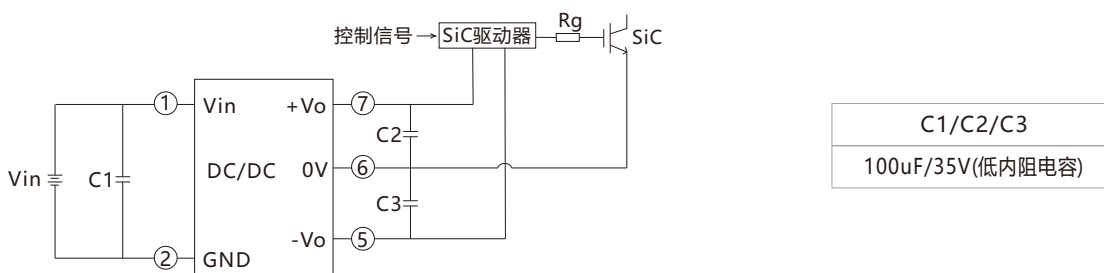 Rg
控制信号 SiC驱动器 SiC
① Vin +Vo ⑦
C2
Vin C1 DC/DC 0V ⑥
C3
② GND -Vo ⑤
C1/C2/C3
100uF/35V(低内阻电容)